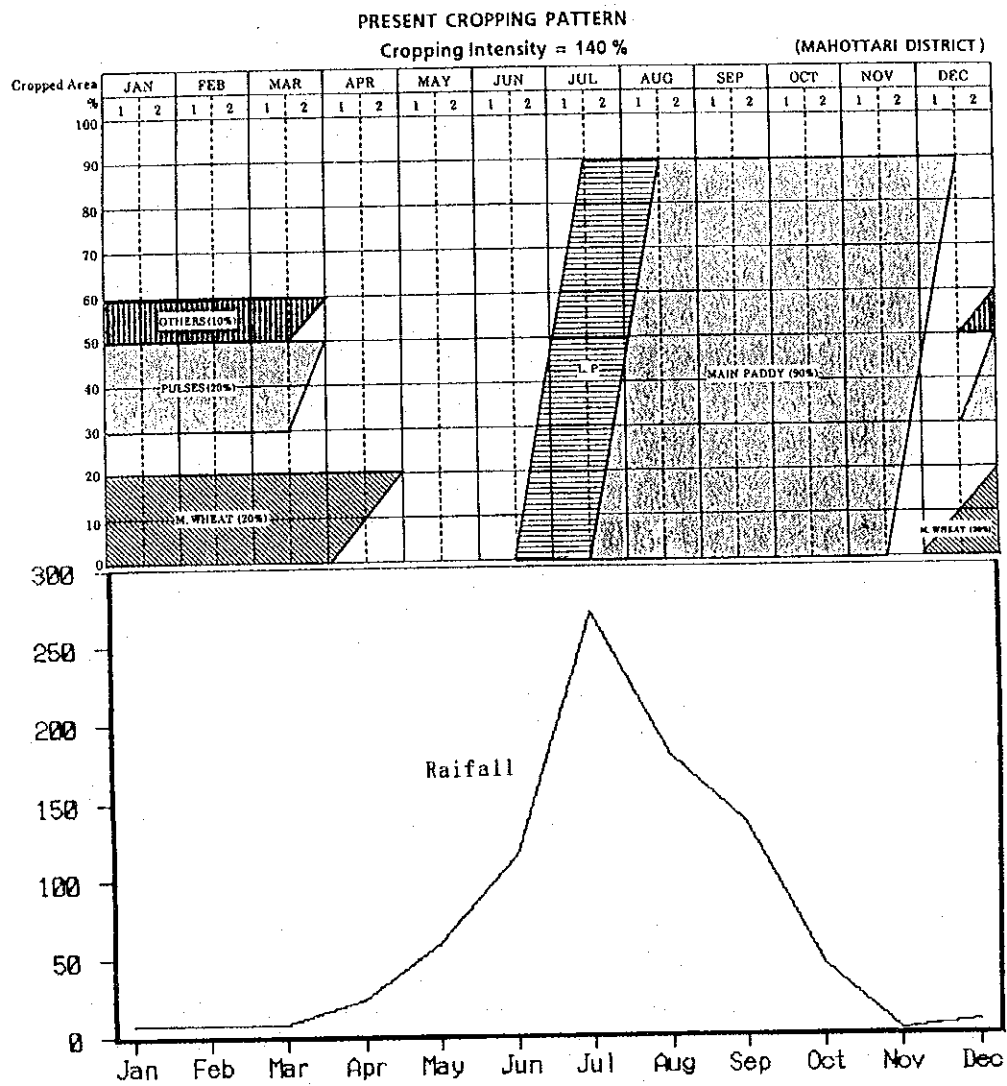 PRESENT CROPPING PATTERN
Cropping Intensity = 140 %
(MAHOTTARI DISTRICT)
Cropped Area JAN FEB MAR APR MAY JUN JUL AUG SEP OCT NOV DEC
% 1 2 1 2 1 2 1 2 1 2 1 2 1 2 1 2 1 2 1 2 1 2 1 2
100
90
80
70
60
OTHERS (10%)
50
L.P
MAIN PADDY (90%)
PULSES (20%)
40
30
20
M. WHEAT (20%)
10
M. WHEAT (20%)
0
300
250
200
Raifall
150
100
50
0
Jan Feb Mar Apr May Jun Jul Aug Sep Oct Nov Dec